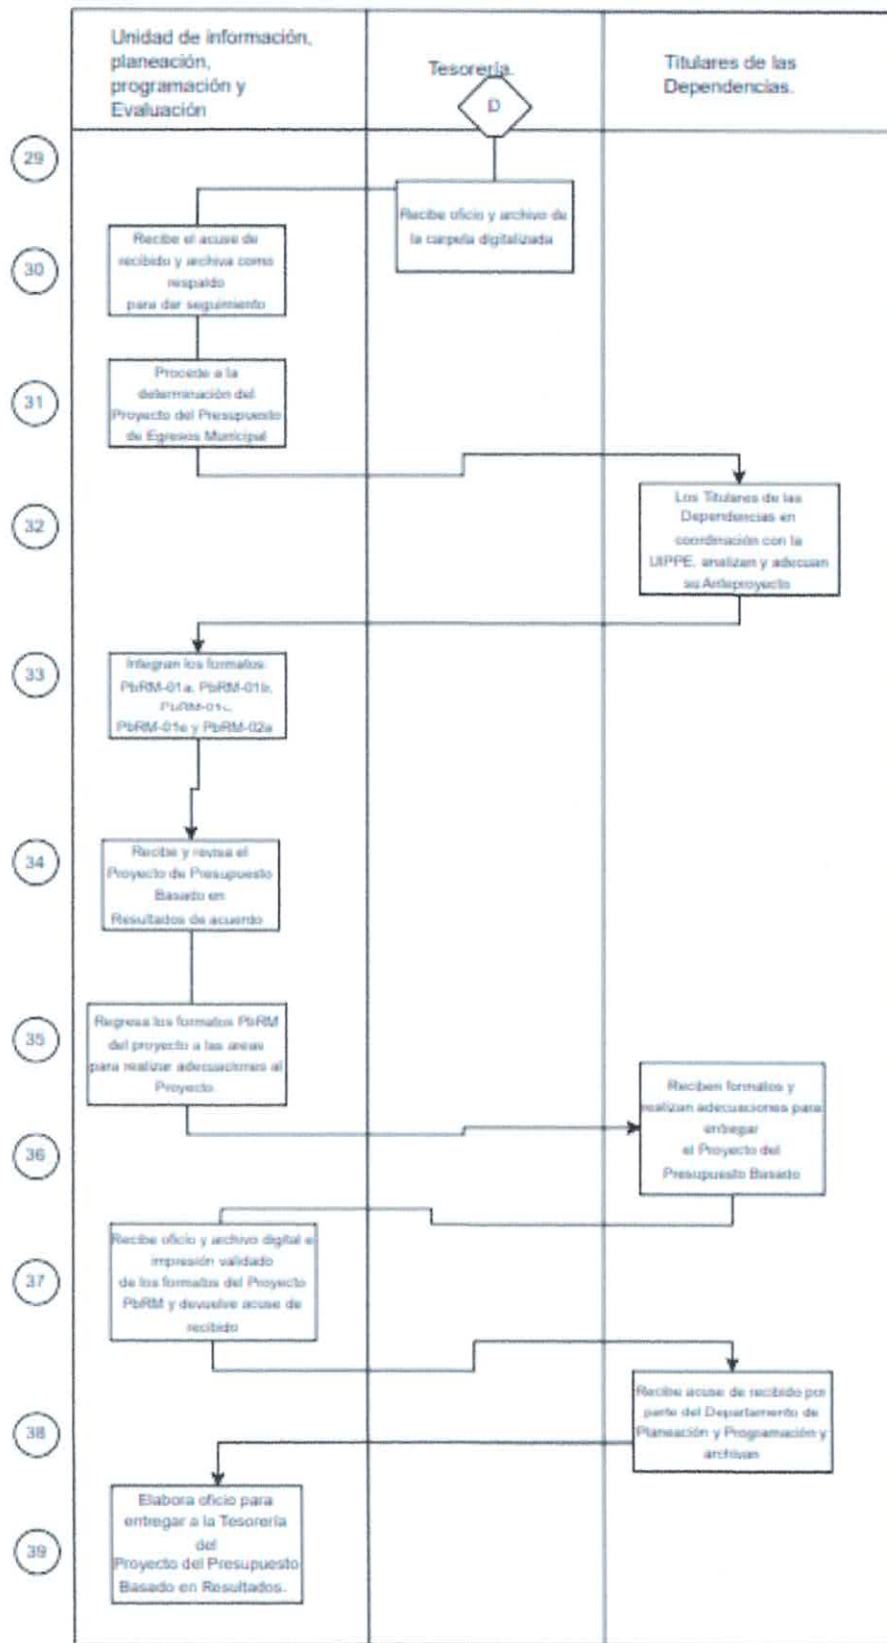 Unidad de información,
planeación,
programación y
Evaluación
Tesorería.
Titulares de las
Dependencias.
D
29
Recibe oficio y archivo de
la carpeta digitalizada
30
Recibe el acuse de
recibido y archiva como
respaldo
para dar seguimiento
31
Procede a la
determinación del
Proyecto del Presupuesto
de Egresos Municipal
32
Los Titulares de las
Dependencias en
coordinación con la
UIPPE, analizan y adecuan
su Anteproyecto
33
Integran los formatos
PbRM-01a, PbRM-01b,
PbRM-01c,
PbRM-01e y PbRM-02a
34
Recibe y revisa el
Proyecto de Presupuesto
Basado en
Resultados de acuerdo
35
Regresa los formatos PbRM
del proyecto a las areas
para realizar adecuaciones al
Proyecto.
36
Reciben formatos y
realizan adecuaciones para
entregar
el Proyecto del
Presupuesto Basado
37
Recibe oficio y archivo digital e
impresión validado
de los formatos del Proyecto
PbRM y devuelve acuse de
recibido
38
Recibe acuse de recibido por
parte del Departamento de
Planeación y Programación y
archivan
39
Elabora oficio para
entregar a la Tesorería
del
Proyecto del Presupuesto
Basado en Resultados.